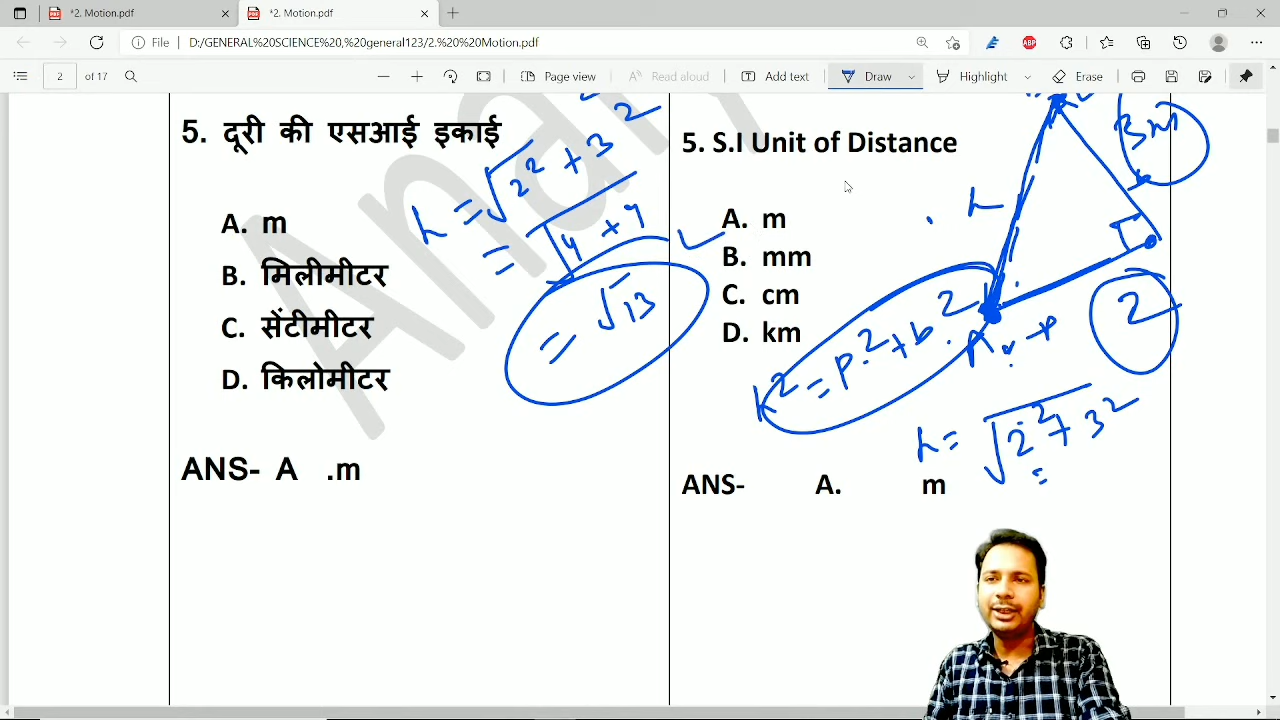 *2. Motion.pdf
*2. Motion.pdf
File D:/GENERAL%20SCIENCE%20,%20general123/2.%20%20Motion.pdf
2 of 17
Page view
Read aloud
Add text
Draw
Highlight
Erase
5. दूरी की एसआई इकाई
A. m
B. मिलीमीटर
C. सेंटीमीटर
D. किलोमीटर
ANS- A .m
h = √2² + 3²
= √4 + 9
= √13
5. S.I Unit of Distance
A. m
B. mm
C. cm
D. km
ANS- A. m
3m
h
2
h² = p² + b²
h = √2² + 3²
=